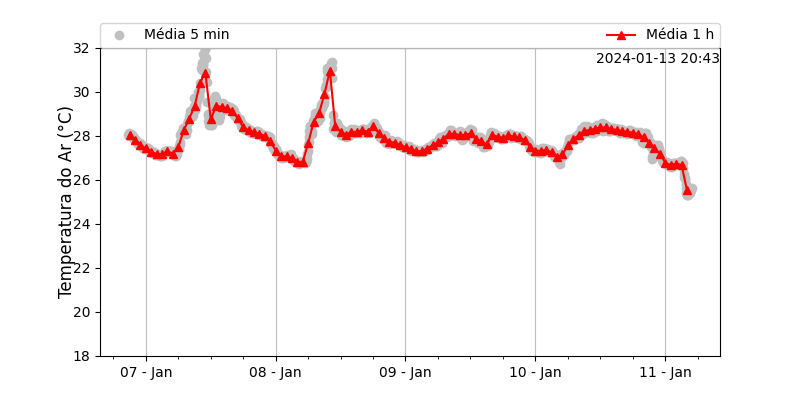 Média 5 min
Média 1 h
2024-01-13 20:43
Temperatura do Ar (°C)
32
30
28
26
24
22
20
18
07 - Jan
08 - Jan
09 - Jan
10 - Jan
11 - Jan